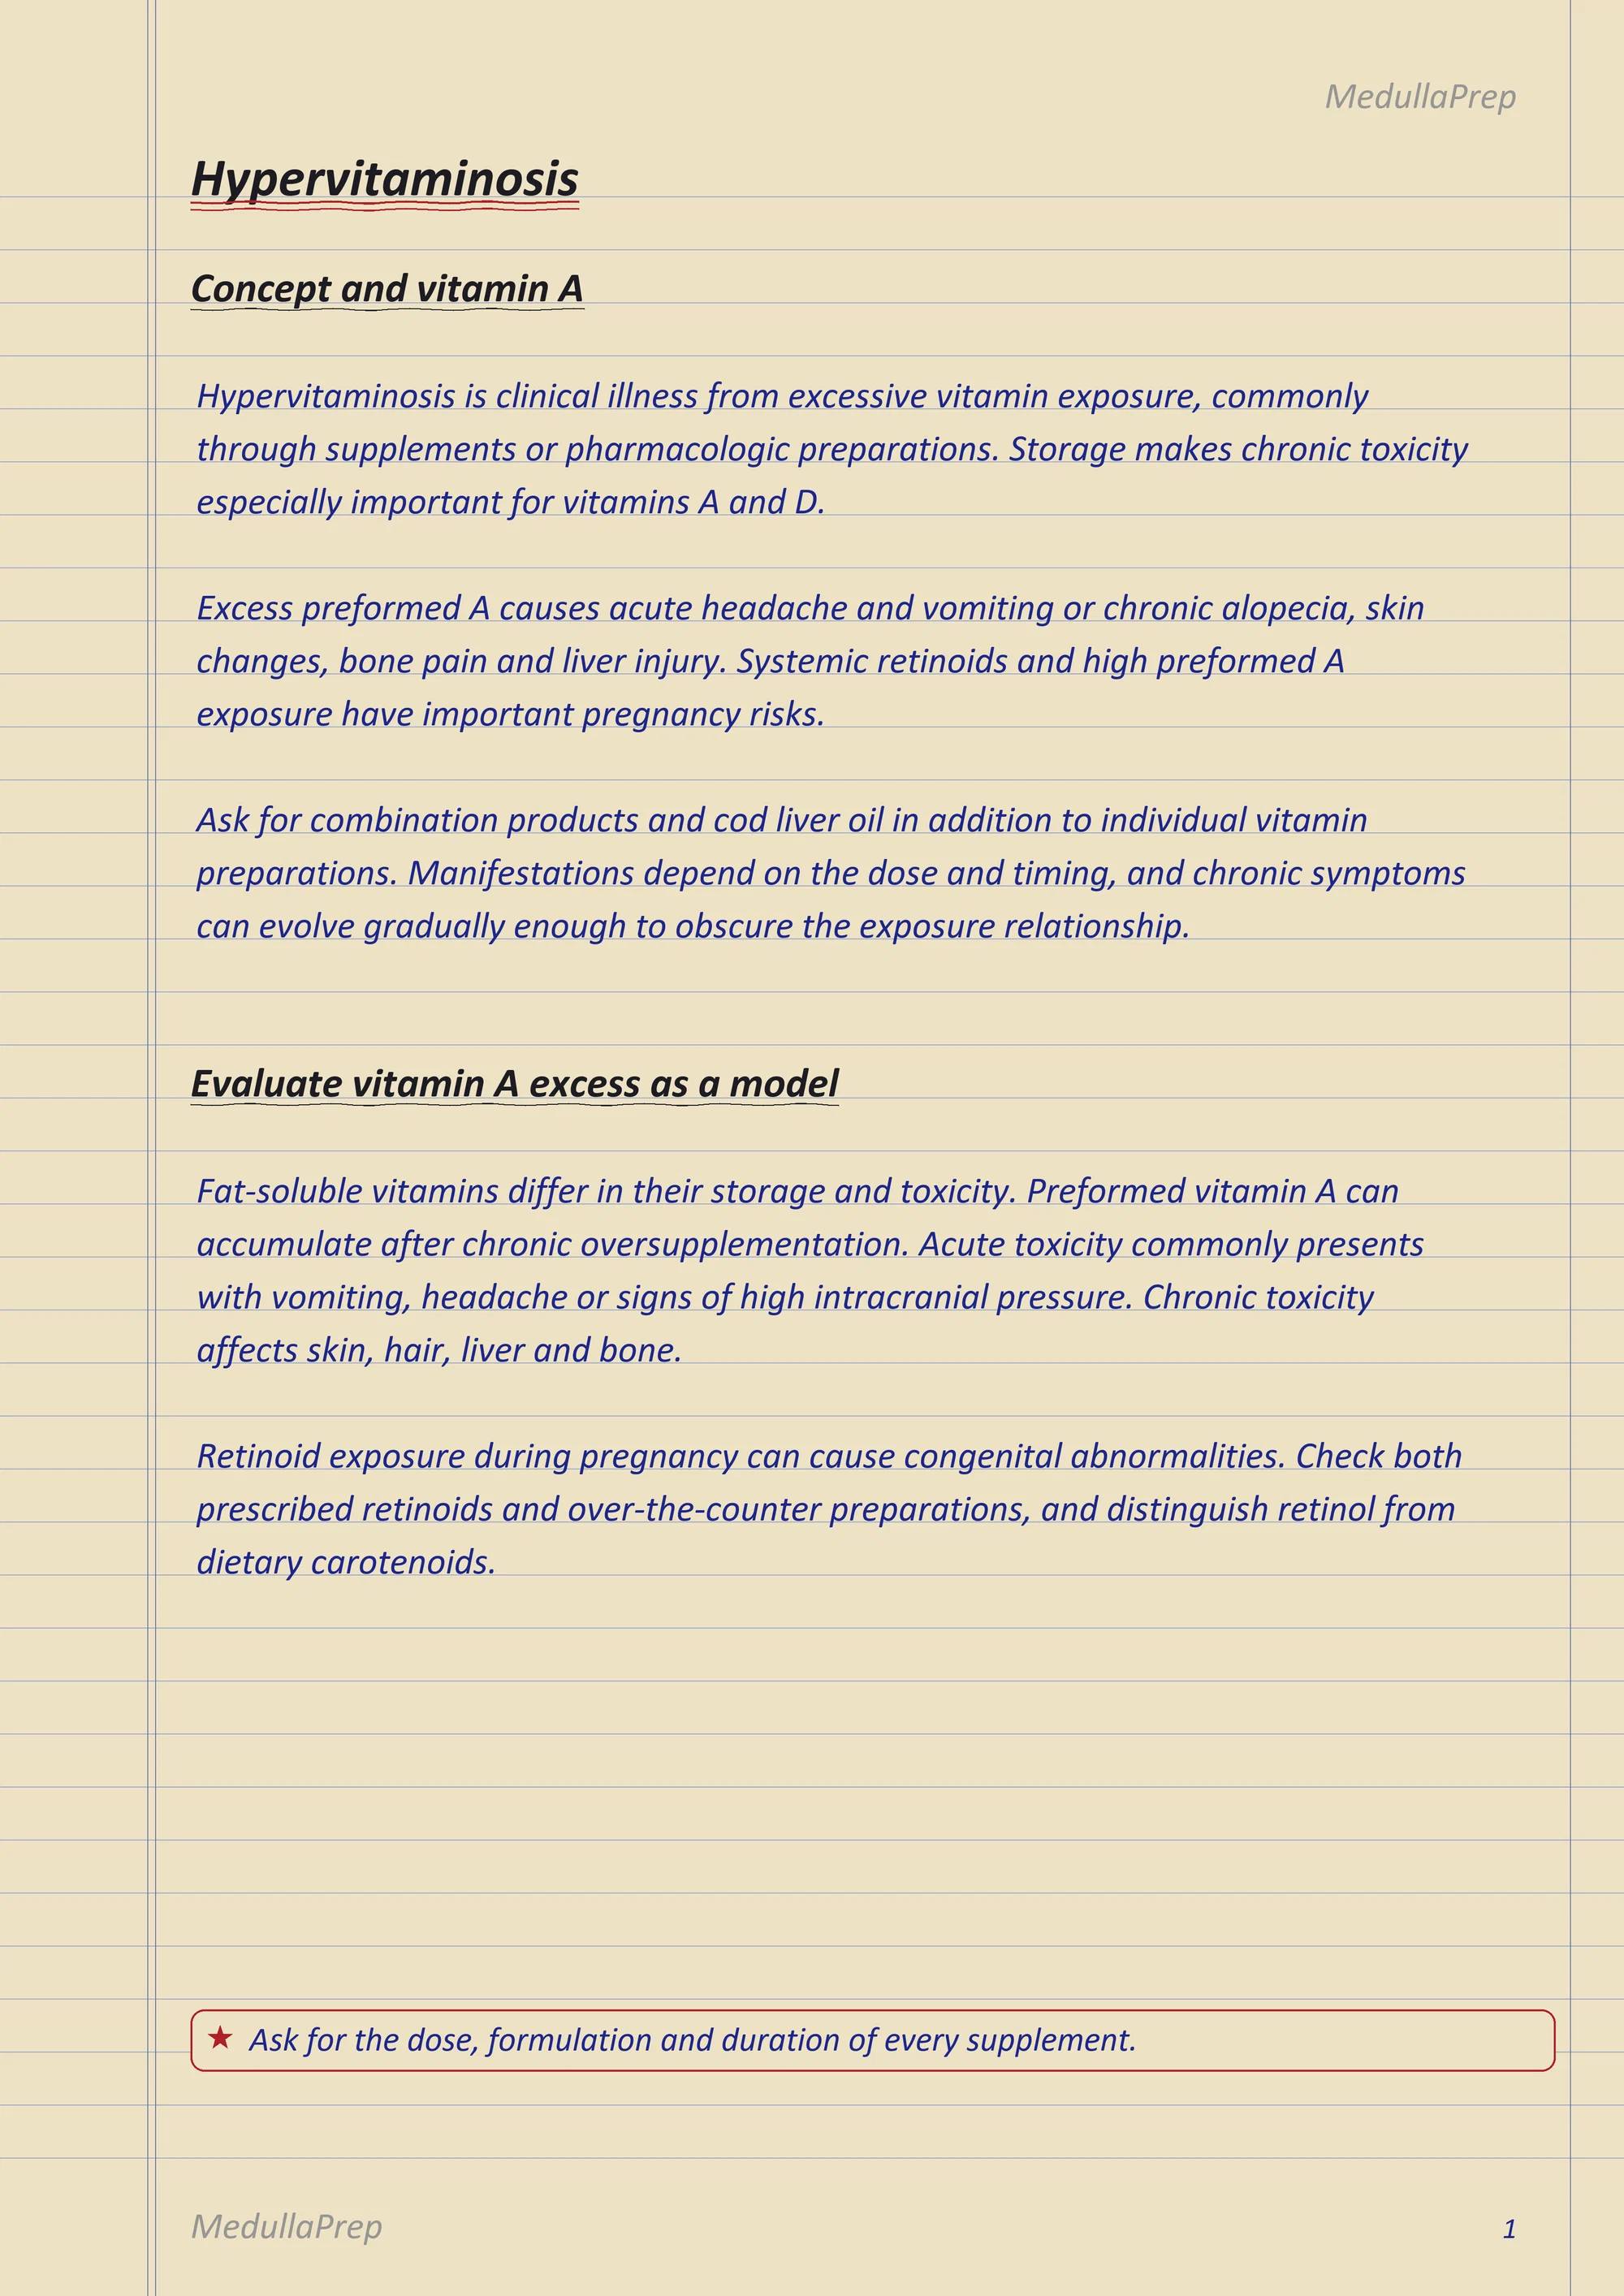 MedullaPrep
Hypervitaminosis
Concept and vitamin A
Hypervitaminosis is clinical illness from excessive vitamin exposure, commonly
through supplements or pharmacologic preparations. Storage makes chronic toxicity
especially important for vitamins A and D.
Excess preformed A causes acute headache and vomiting or chronic alopecia, skin
changes, bone pain and liver injury. Systemic retinoids and high preformed A
exposure have important pregnancy risks.
Ask for combination products and cod liver oil in addition to individual vitamin
preparations. Manifestations depend on the dose and timing, and chronic symptoms
can evolve gradually enough to obscure the exposure relationship.
Evaluate vitamin A excess as a model
Fat-soluble vitamins differ in their storage and toxicity. Preformed vitamin A can
accumulate after chronic oversupplementation. Acute toxicity commonly presents
with vomiting, headache or signs of high intracranial pressure. Chronic toxicity
affects skin, hair, liver and bone.
Retinoid exposure during pregnancy can cause congenital abnormalities. Check both
prescribed retinoids and over-the-counter preparations, and distinguish retinol from
dietary carotenoids.
★ Ask for the dose, formulation and duration of every supplement.
MedullaPrep
1